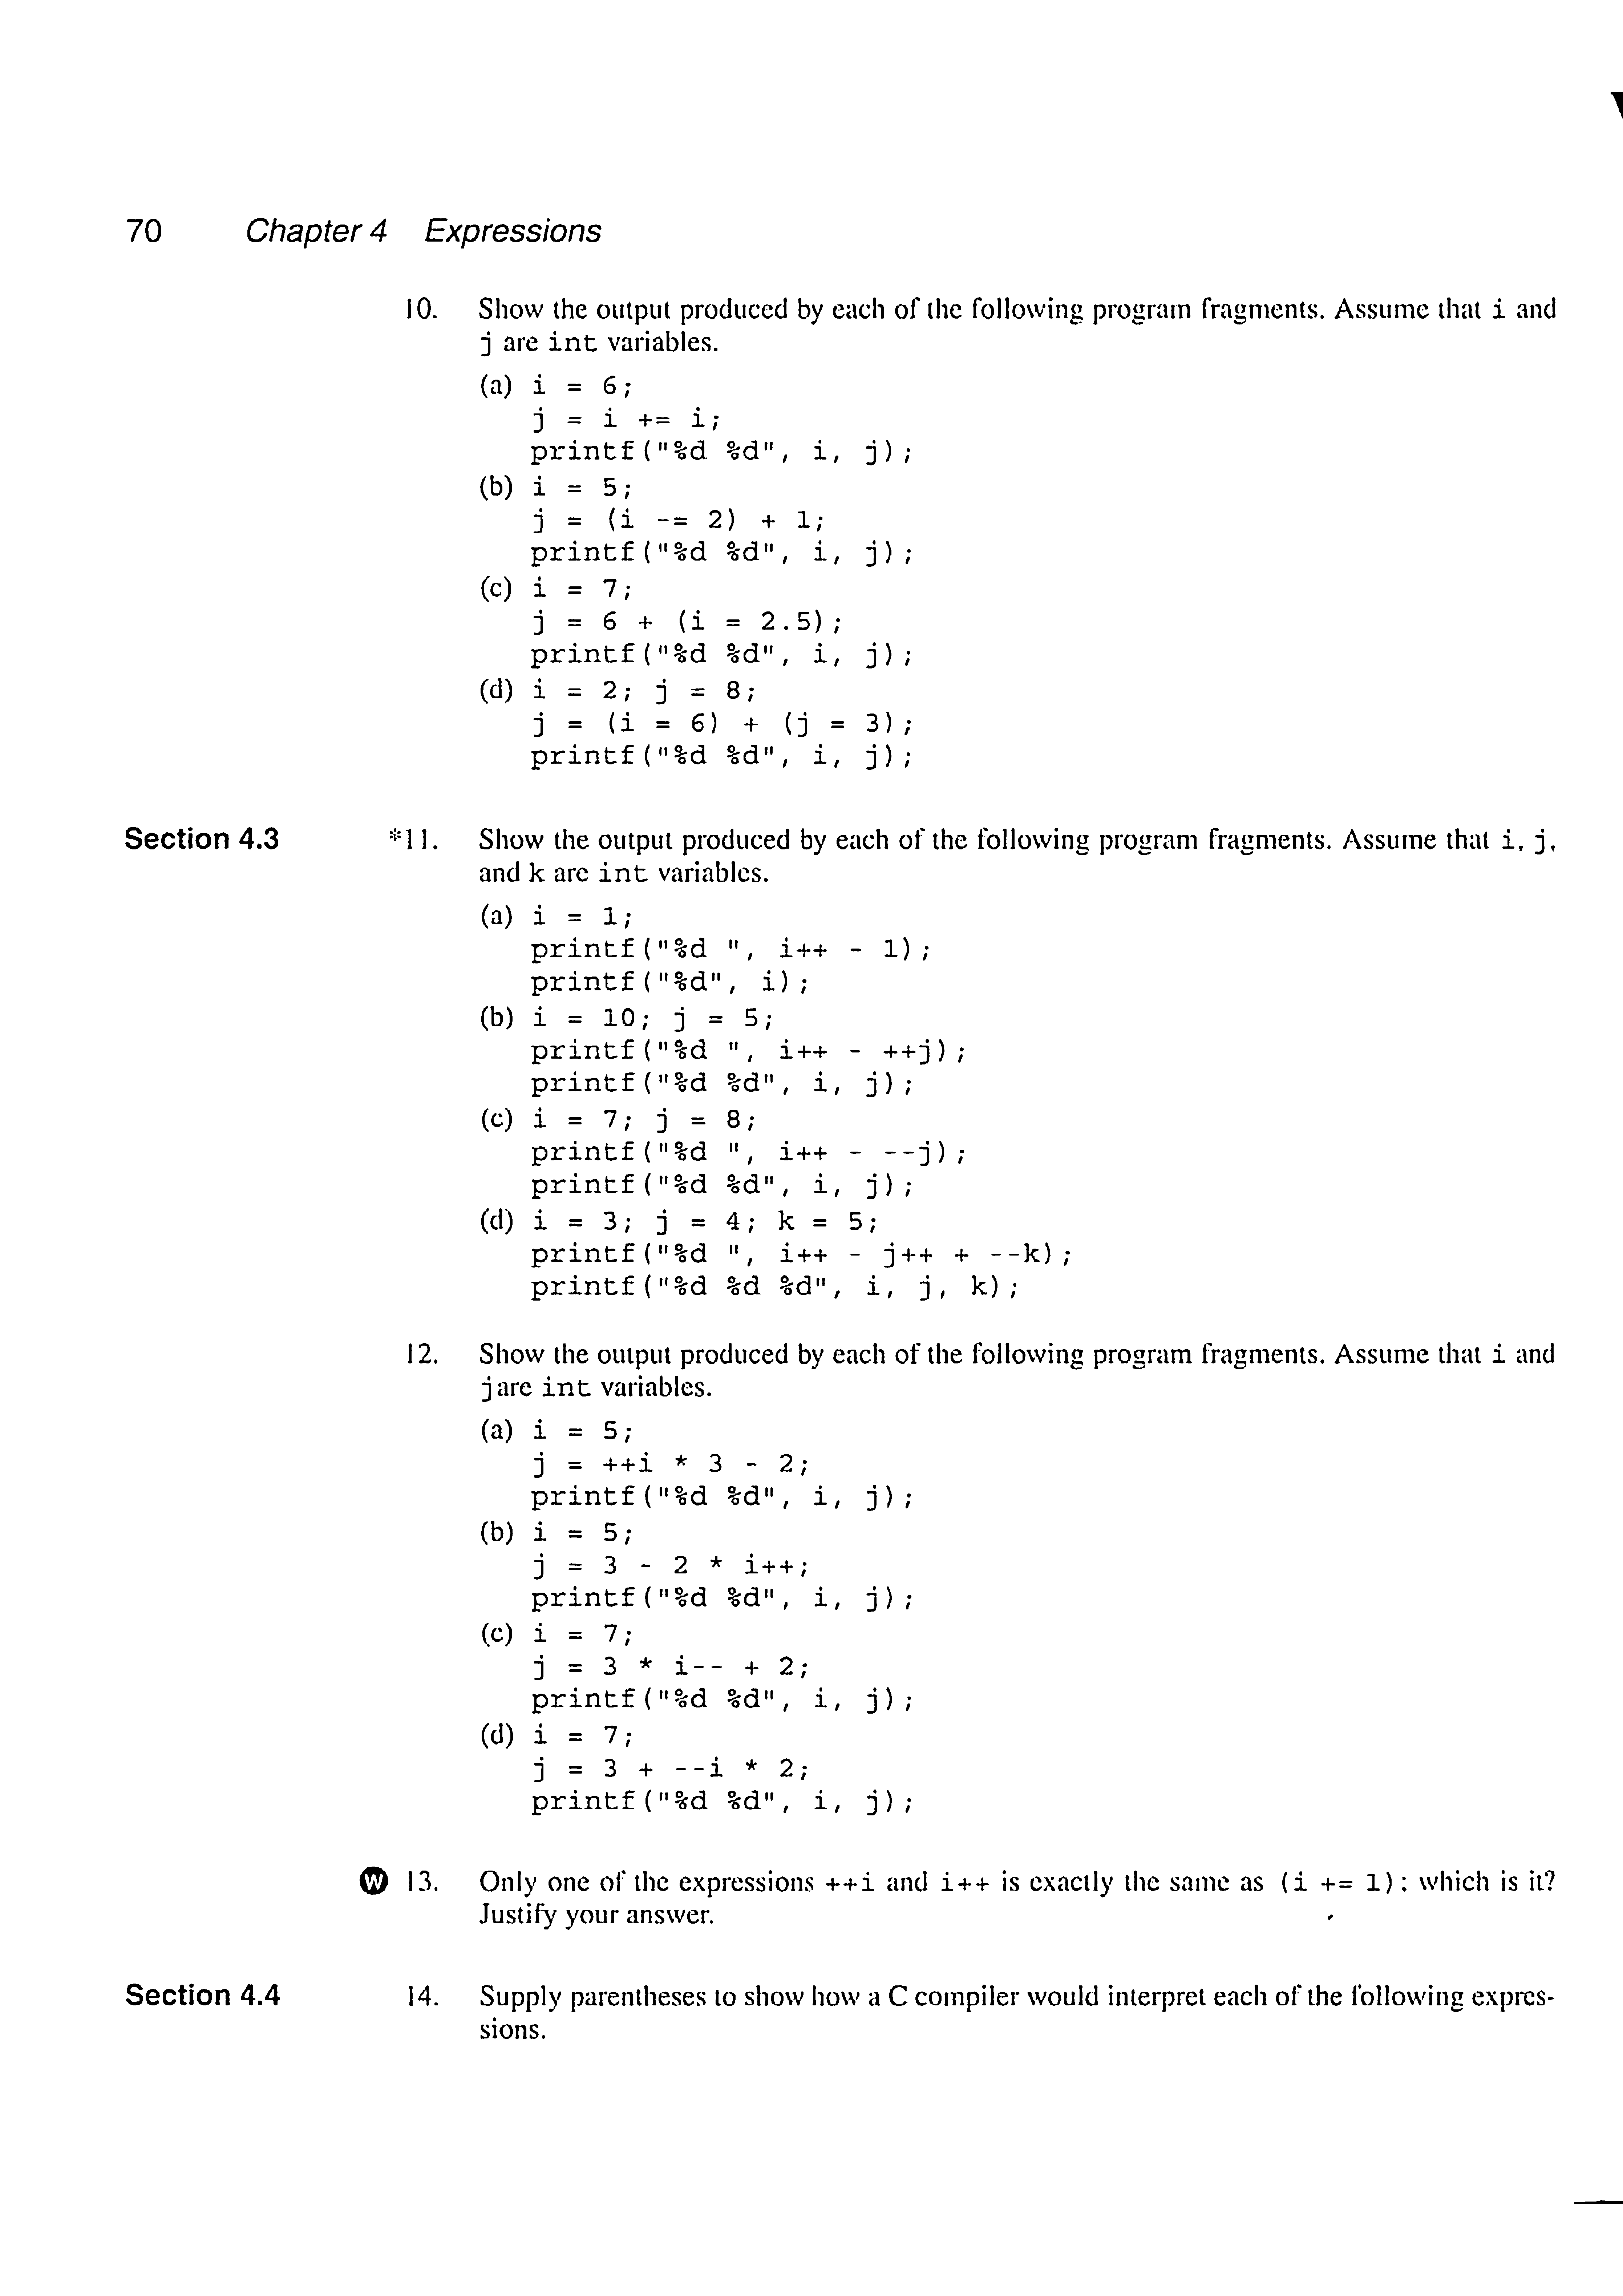 70 Chapter 4 Expressions
10. Show the output produced by each of the following program fragments. Assume that i and
j are int variables.
(a) i = 6;
j = i += i;
printf("%d %d", i, j);
(b) i = 5;
j = (i -= 2) + 1;
printf("%d %d", i, j);
(c) i = 7;
j = 6 + (i = 2.5);
printf("%d %d", i, j);
(d) i = 2; j = 8;
j = (i = 6) + (j = 3);
printf("%d %d", i, j);
Section 4.3 *11. Show the output produced by each of the following program fragments. Assume that i, j,
and k are int variables.
(a) i = 1;
printf("%d ", i++ - 1);
printf("%d", i);
(b) i = 10; j = 5;
printf("%d ", i++ - ++j);
printf("%d %d", i, j);
(c) i = 7; j = 8;
printf("%d ", i++ - --j);
printf("%d %d", i, j);
(d) i = 3; j = 4; k = 5;
printf("%d ", i++ - j++ + --k);
printf("%d %d %d", i, j, k);
12. Show the output produced by each of the following program fragments. Assume that i and
j are int variables.
(a) i = 5;
j = ++i * 3 - 2;
printf("%d %d", i, j);
(b) i = 5;
j = 3 - 2 * i++;
printf("%d %d", i, j);
(c) i = 7;
j = 3 * i-- + 2;
printf("%d %d", i, j);
(d) i = 7;
j = 3 + --i * 2;
printf("%d %d", i, j);
W 13. Only one of the expressions ++i and i++ is exactly the same as (i += 1); which is it?
Justify your answer.
Section 4.4 14. Supply parentheses to show how a C compiler would interpret each of the following expres-
sions.